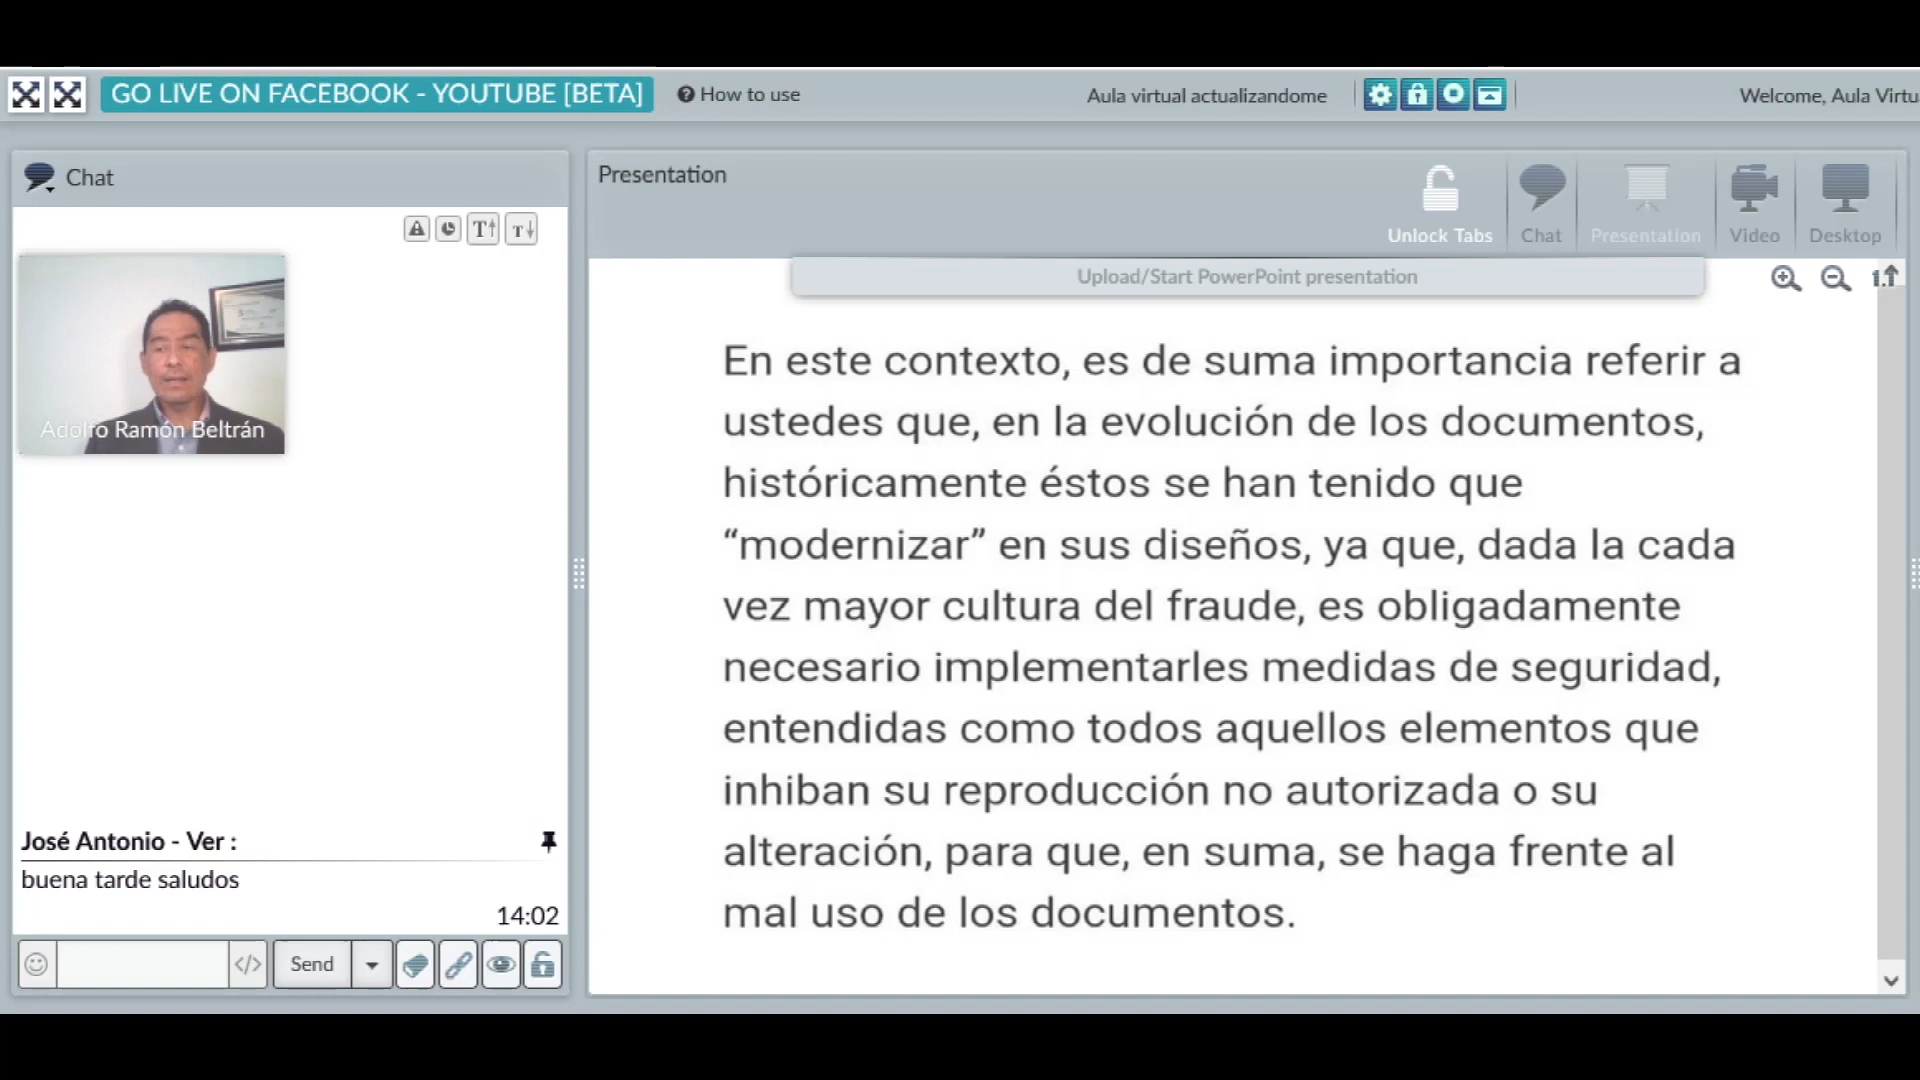 GO LIVE ON FACEBOOK - YOUTUBE [BETA]
How to use
Aula virtual actualizandome
Welcome, Aula Virtu
Chat
Presentation
Unlock Tabs
Chat
Presentation
Video
Desktop
Upload/Start PowerPoint presentation
Adolfo Ramón Beltrán
En este contexto, es de suma importancia referir a
ustedes que, en la evolución de los documentos,
históricamente éstos se han tenido que
“modernizar” en sus diseños, ya que, dada la cada
vez mayor cultura del fraude, es obligadamente
necesario implementarles medidas de seguridad,
entendidas como todos aquellos elementos que
inhiban su reproducción no autorizada o su
alteración, para que, en suma, se haga frente al
mal uso de los documentos.
José Antonio - Ver :
buena tarde saludos
14:02
Send